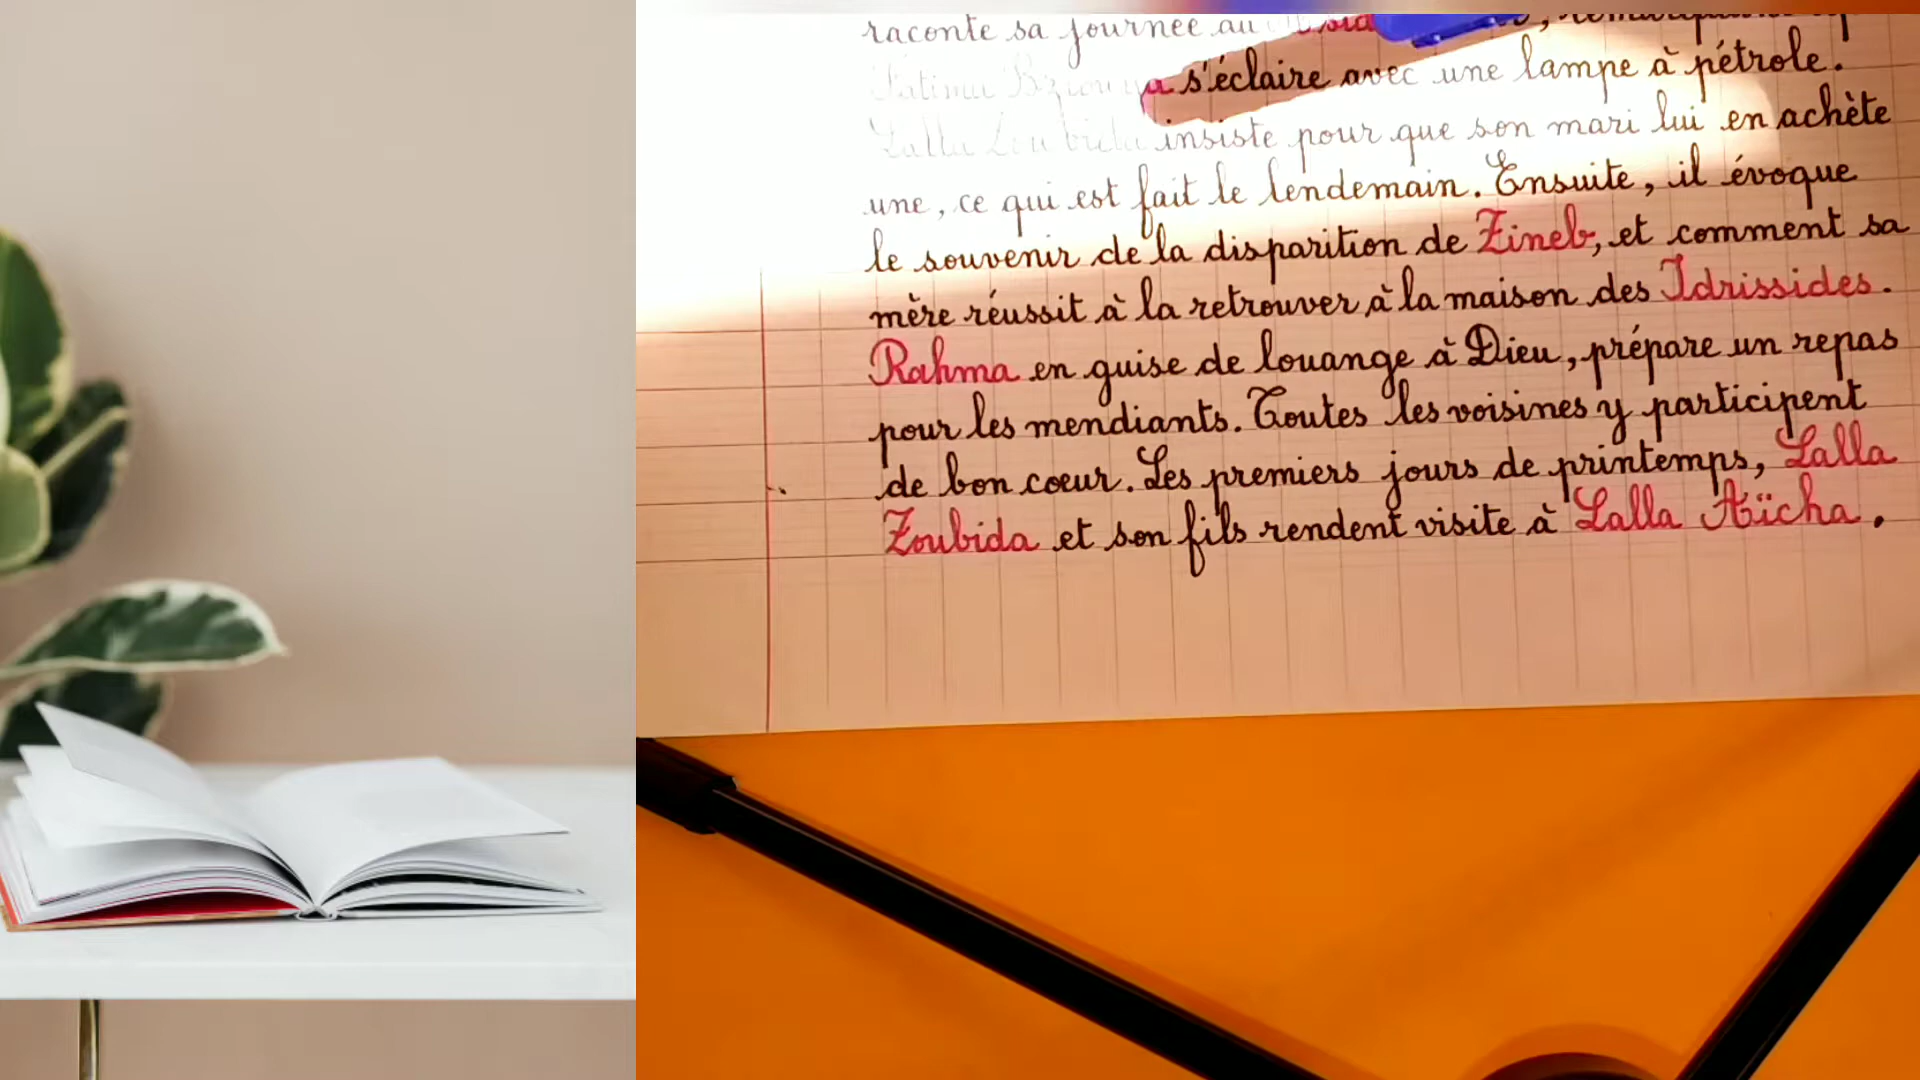 raconte sa journée au
Fatima Bziouya s'éclaire avec une lampe à pétrole.
Lalla Zoubida insiste pour que son mari lui en achète
une, ce qui est fait le lendemain. Ensuite, il évoque
le souvenir de la disparition de Zineb, et comment sa
mère réussit à la retrouver à la maison des Idrissides.
Rahma en guise de louange à Dieu, prépare un repas
pour les mendiants. Toutes les voisines y participent
de bon coeur. Les premiers jours de printemps, Lalla
Zoubida et son fils rendent visite à Lalla Aïcha.